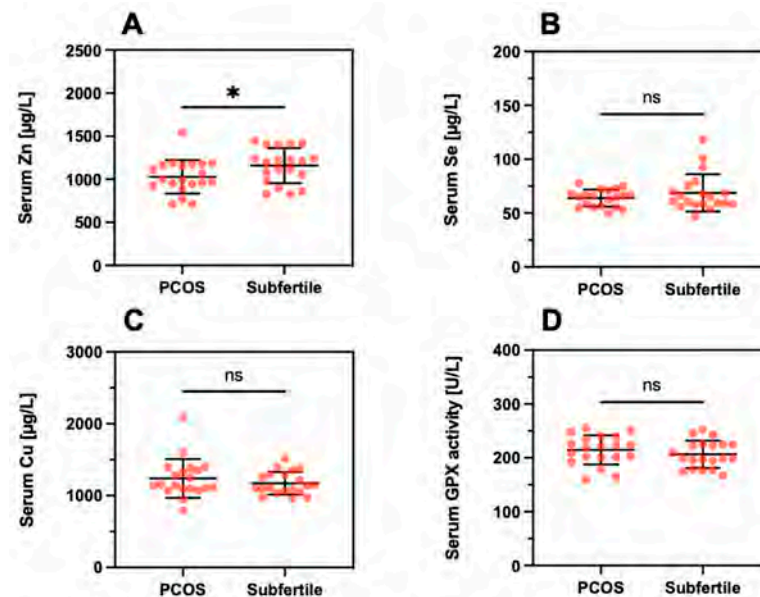 A
Serum Zn [µg/L]
2500
2000
1500
1000
500
0
*
PCOS Subfertile
B
Serum Se [µg/L]
200
150
100
50
0
ns
PCOS Subfertile
C
Serum Cu [µg/L]
3000
2000
1000
0
ns
PCOS Subfertile
D
Serum GPX activity [U/L]
400
300
200
100
0
ns
PCOS Subfertile